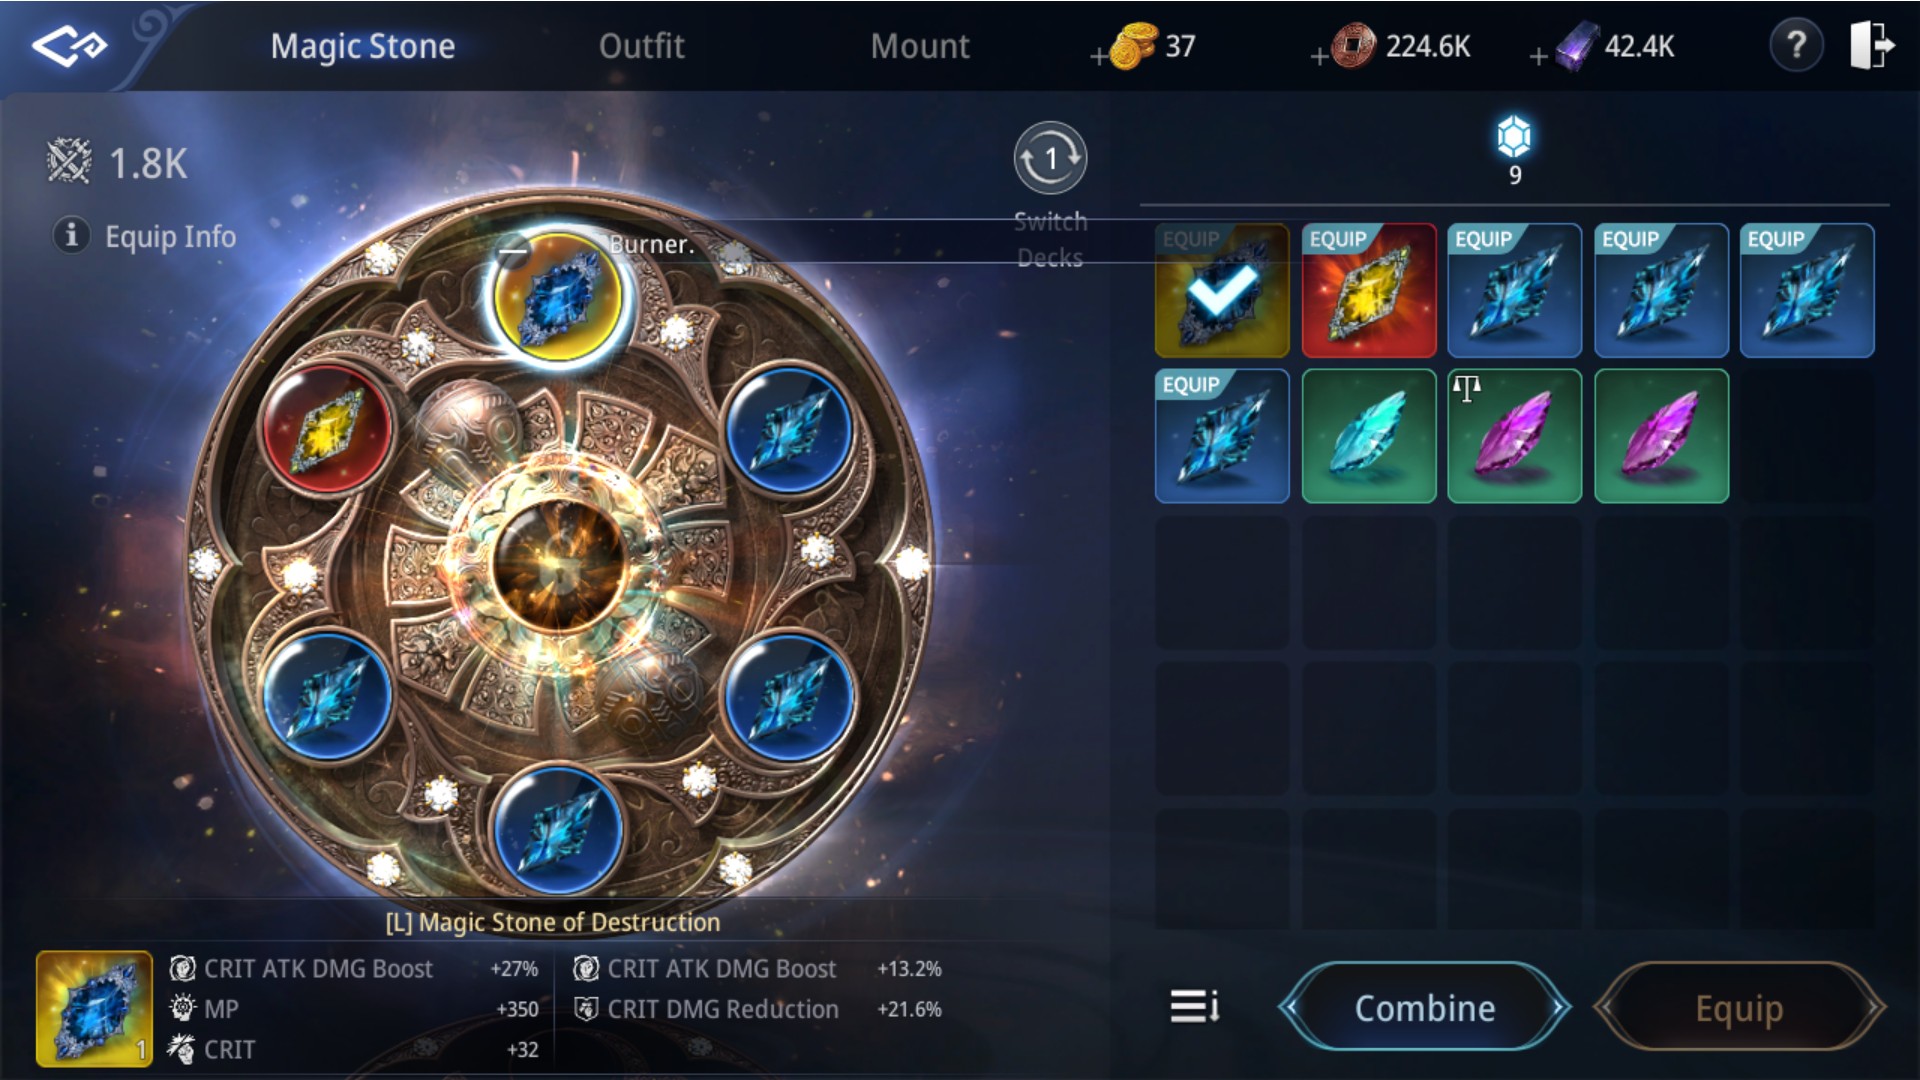 Magic Stone
Outfit
Mount
+ 37
+ 224.6K
+ 42.4K
?
1.8K
i Equip Info
1
Switch
Decks
Burner.
9
EQUIP
EQUIP
EQUIP
EQUIP
EQUIP
EQUIP
[L] Magic Stone of Destruction
CRIT ATK DMG Boost +27%
MP +350
CRIT +32
CRIT ATK DMG Boost +13.2%
CRIT DMG Reduction +21.6%
1
Combine
Equip